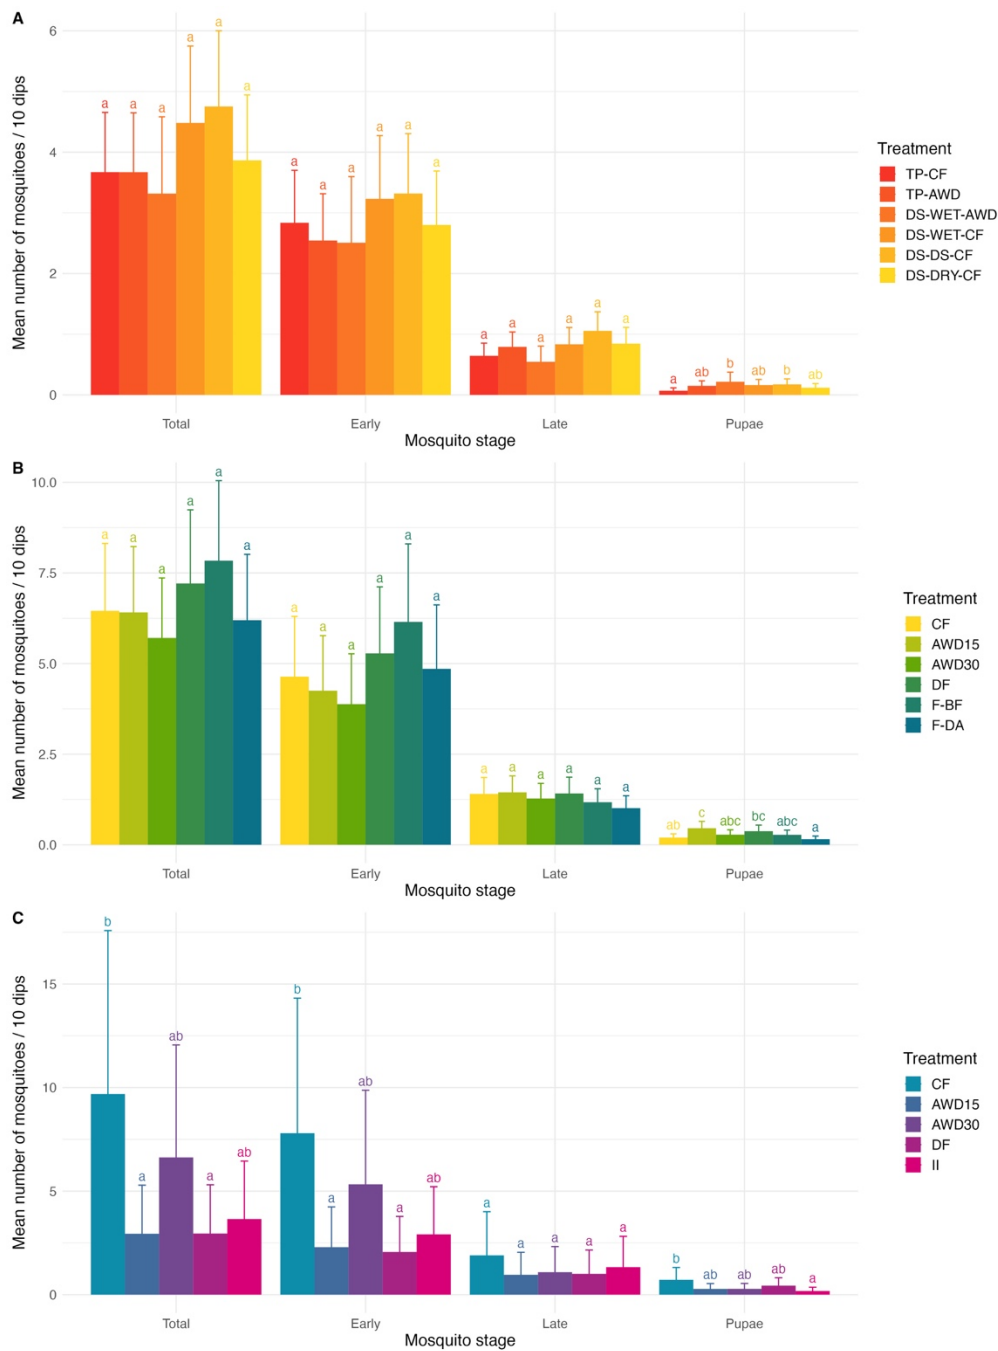 A
Mean number of mosquitoes / 10 dips
6
4
2
0
a a a a a a
a a a a a a
a a a a a a
a ab b ab b ab
Total Early Late Pupae
Mosquito stage
Treatment
TP-CF
TP-AWD
DS-WET-AWD
DS-WET-CF
DS-DS-CF
DS-DRY-CF
B
Mean number of mosquitoes / 10 dips
10.0
7.5
5.0
2.5
0.0
a a a a a a
a a a a a a
a a a a a a
ab c abc bc abc a
Total Early Late Pupae
Mosquito stage
Treatment
CF
AWD15
AWD30
DF
F-BF
F-DA
C
Mean number of mosquitoes / 10 dips
15
10
5
0
b a ab a ab
b a ab a ab
a a a a a
b ab ab ab a
Total Early Late Pupae
Mosquito stage
Treatment
CF
AWD15
AWD30
DF
II